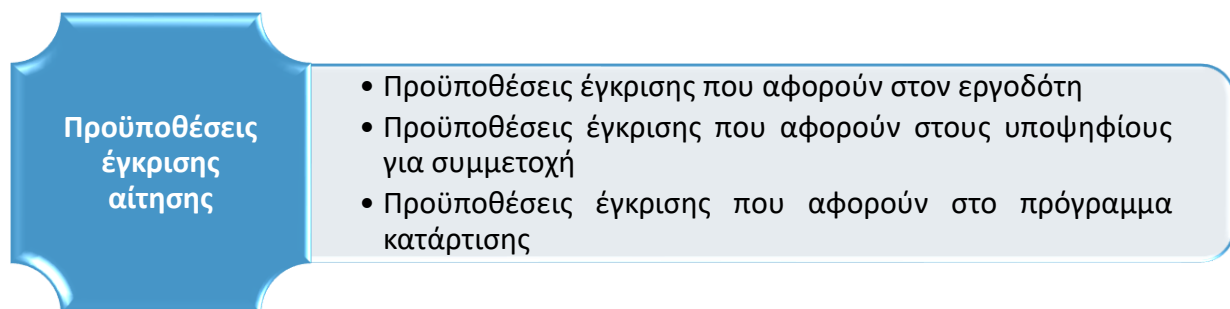 Προϋποθέσεις
έγκρισης
αίτησης
• Προϋποθέσεις έγκρισης που αφορούν στον εργοδότη
• Προϋποθέσεις έγκρισης που αφορούν στους υποψηφίους
για συμμετοχή
• Προϋποθέσεις έγκρισης που αφορούν στο πρόγραμμα
κατάρτισης